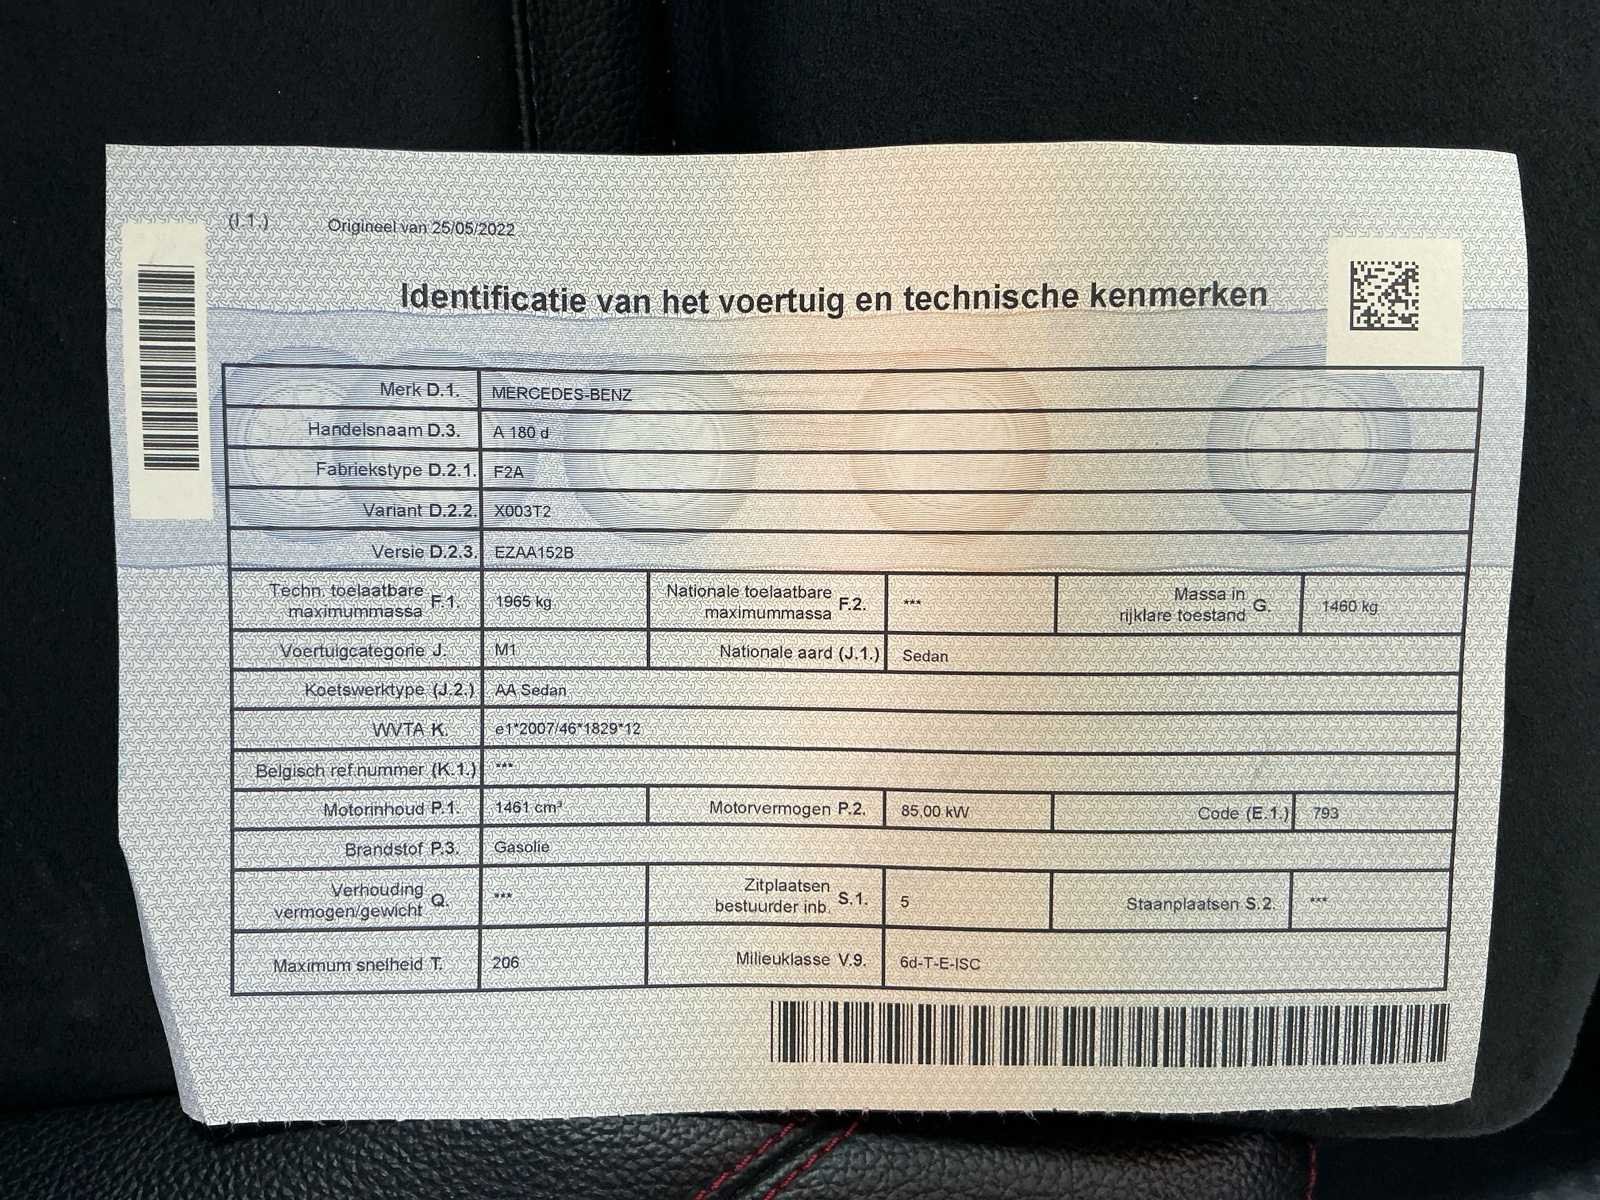 (I.1.) Origineel van 25/05/2022
Identificatie van het voertuig en technische kenmerken
Merk D.1. MERCEDES-BENZ
Handelsnaam D.3. A 180 d
Fabriekstype D.2.1. F2A
Variant D.2.2. X003T2
Versie D.2.3. EZAA152B
Techn. toelaatbare maximummassa F.1. 1965 kg Nationale toelaatbare maximummassa F.2. *** Massa in rijklare toestand G. 1460 kg
Voertuigcategorie J. M1 Nationale aard (J.1.) Sedan
Koetswerktype (J.2.) AA Sedan
WVTA K. e1*2007/46*1829*12
Belgisch ref.nummer (K.1.) ***
Motorinhoud P.1. 1461 cm³ Motorvermogen P.2. 85,00 kW Code (E.1.) 793
Brandstof P.3. Gasolie
Verhouding vermogen/gewicht Q. *** Zitplaatsen bestuurder inb. S.1. 5 Staanplaatsen S.2. ***
Maximum snelheid T. 206 Milieuklasse V.9. 6d-T-E-ISC